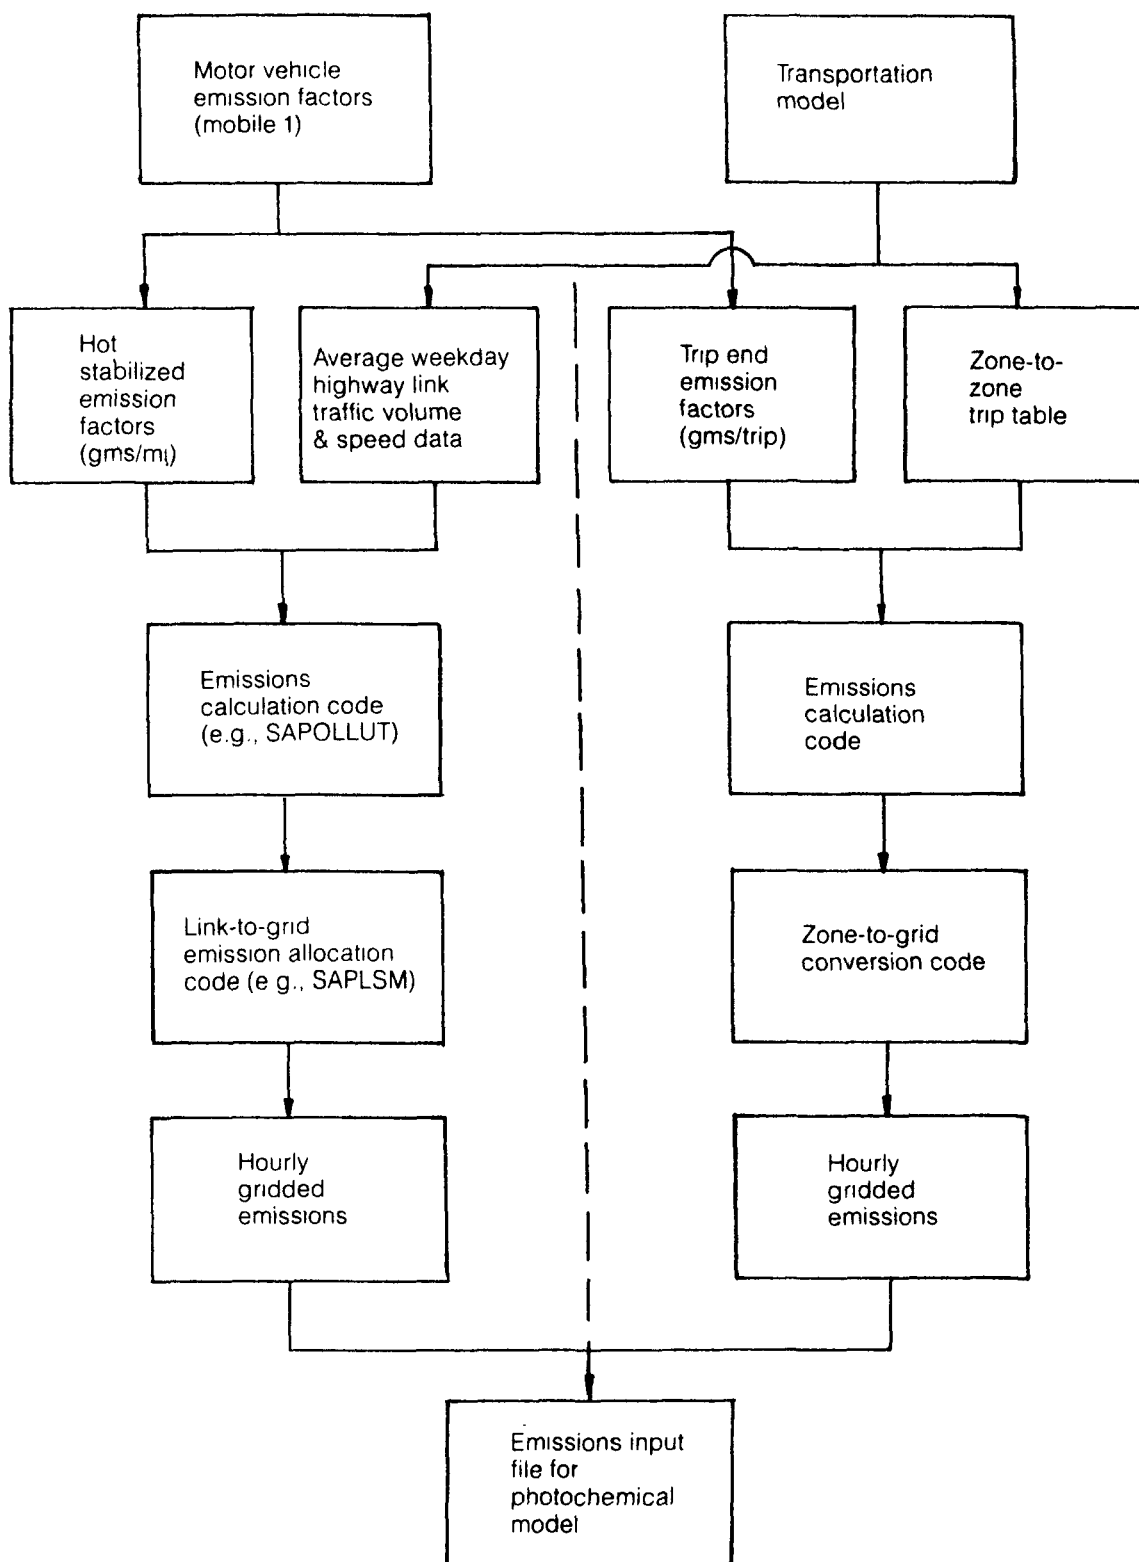 Motor vehicle
emission factors
(mobile 1)
Transportation
model
Hot
stabilized
emission
factors
(gms/mi)
Average weekday
highway link
traffic volume
& speed data
Trip end
emission
factors
(gms/trip)
Zone-to-
zone
trip table
Emissions
calculation code
(e.g., SAPOLLUT)
Emissions
calculation
code
Link-to-grid
emission allocation
code (e g., SAPLSM)
Zone-to-grid
conversion code
Hourly
gridded
emissions
Hourly
gridded
emissions
Emissions input
file for
photochemical
model